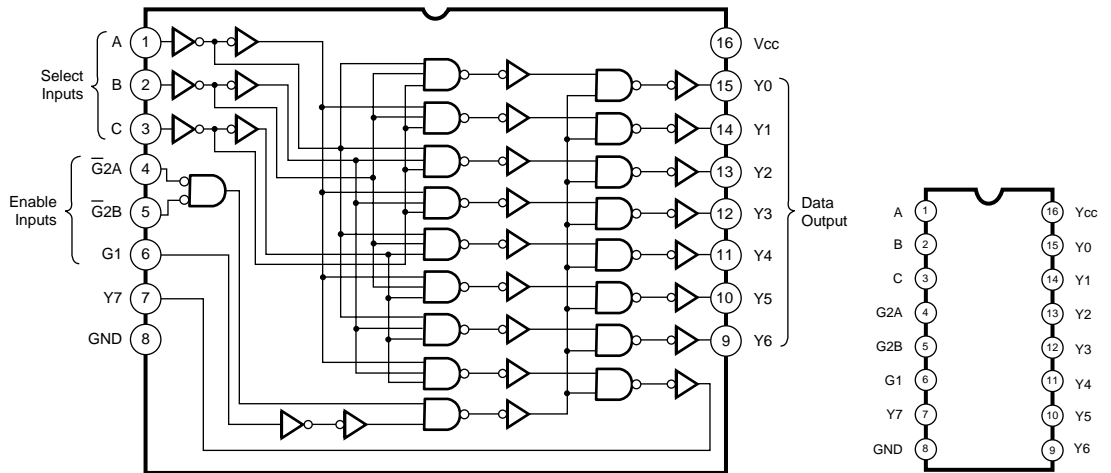 Select
Inputs
Enable
Inputs
A 1
B 2
C 3
G̅2A 4
G̅2B 5
G1 6
Y7 7
GND 8
16 Vcc
15 Y0
14 Y1
13 Y2
12 Y3
11 Y4
10 Y5
9 Y6
Data
Output
A 1 16 Ycc
B 2 15 Y0
C 3 14 Y1
G2A 4 13 Y2
G2B 5 12 Y3
G1 6 11 Y4
Y7 7 10 Y5
GND 8 9 Y6